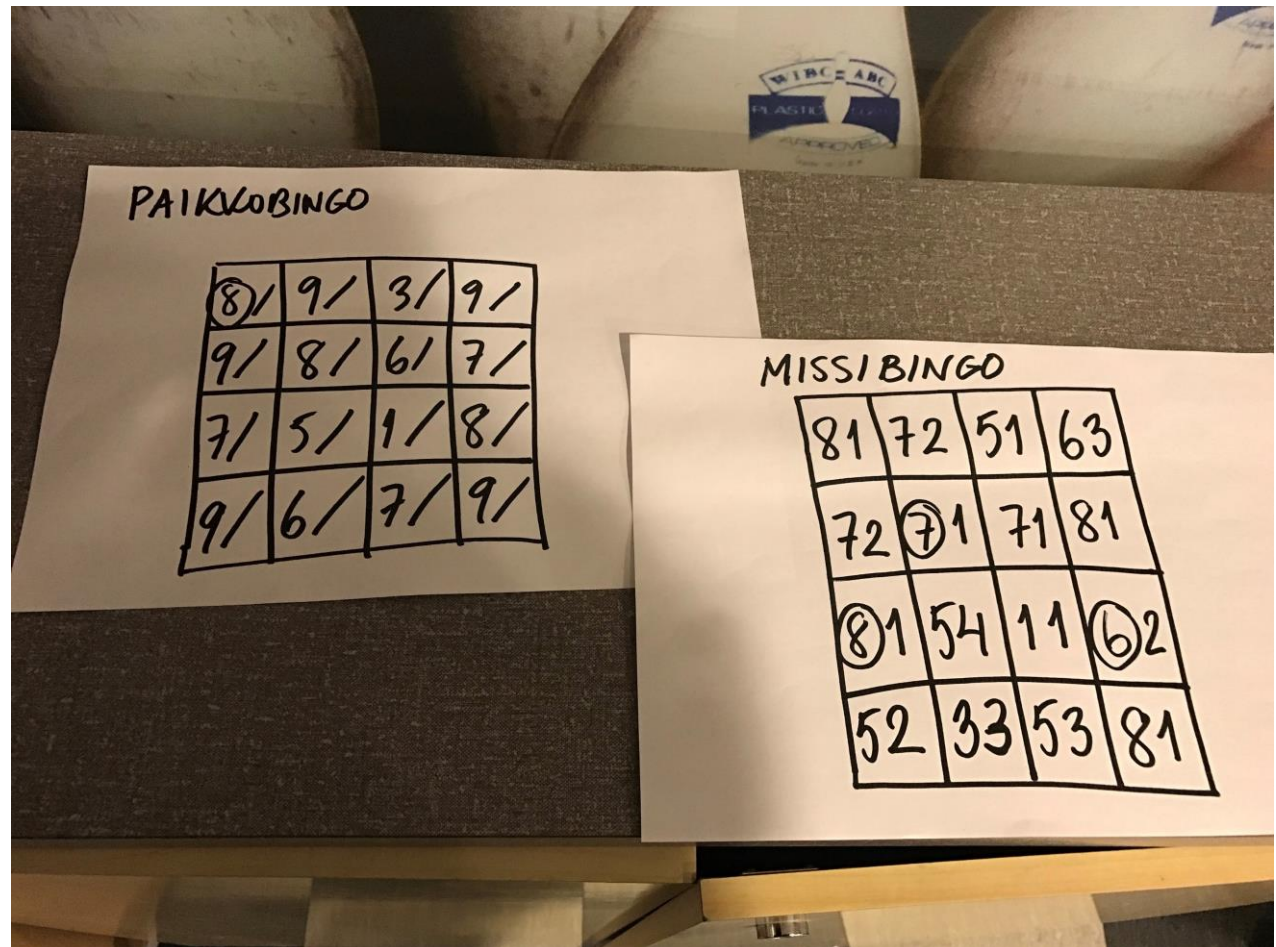 WIBC ABC
PLASTIC
APPROVED
PAIKKOBINGO
8/ 9/ 3/ 9/
9/ 8/ 6/ 7/
7/ 5/ 1/ 8/
9/ 6/ 7/ 9/
MISSIBINGO
81 72 51 63
72 71 71 81
81 54 11 62
52 33 53 81